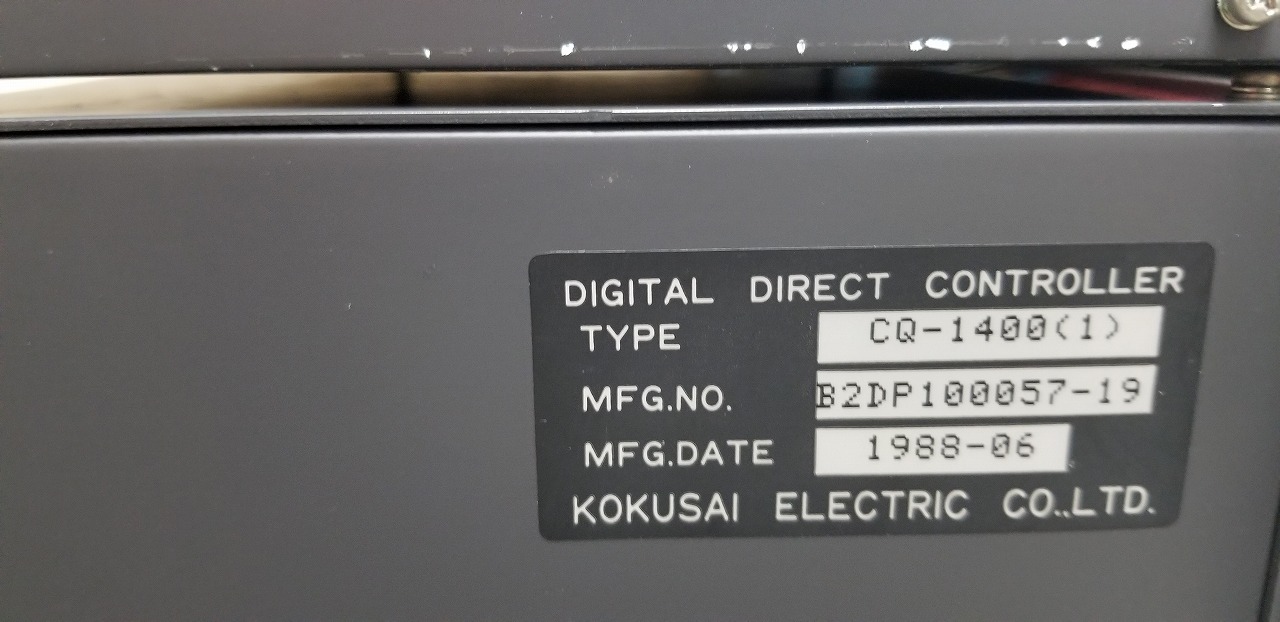 DIGITAL DIRECT CONTROLLER
TYPE CQ-1400(1)
MFG.NO. B2DP100057-19
MFG.DATE 1988-06
KOKUSAI ELECTRIC CO.,LTD.